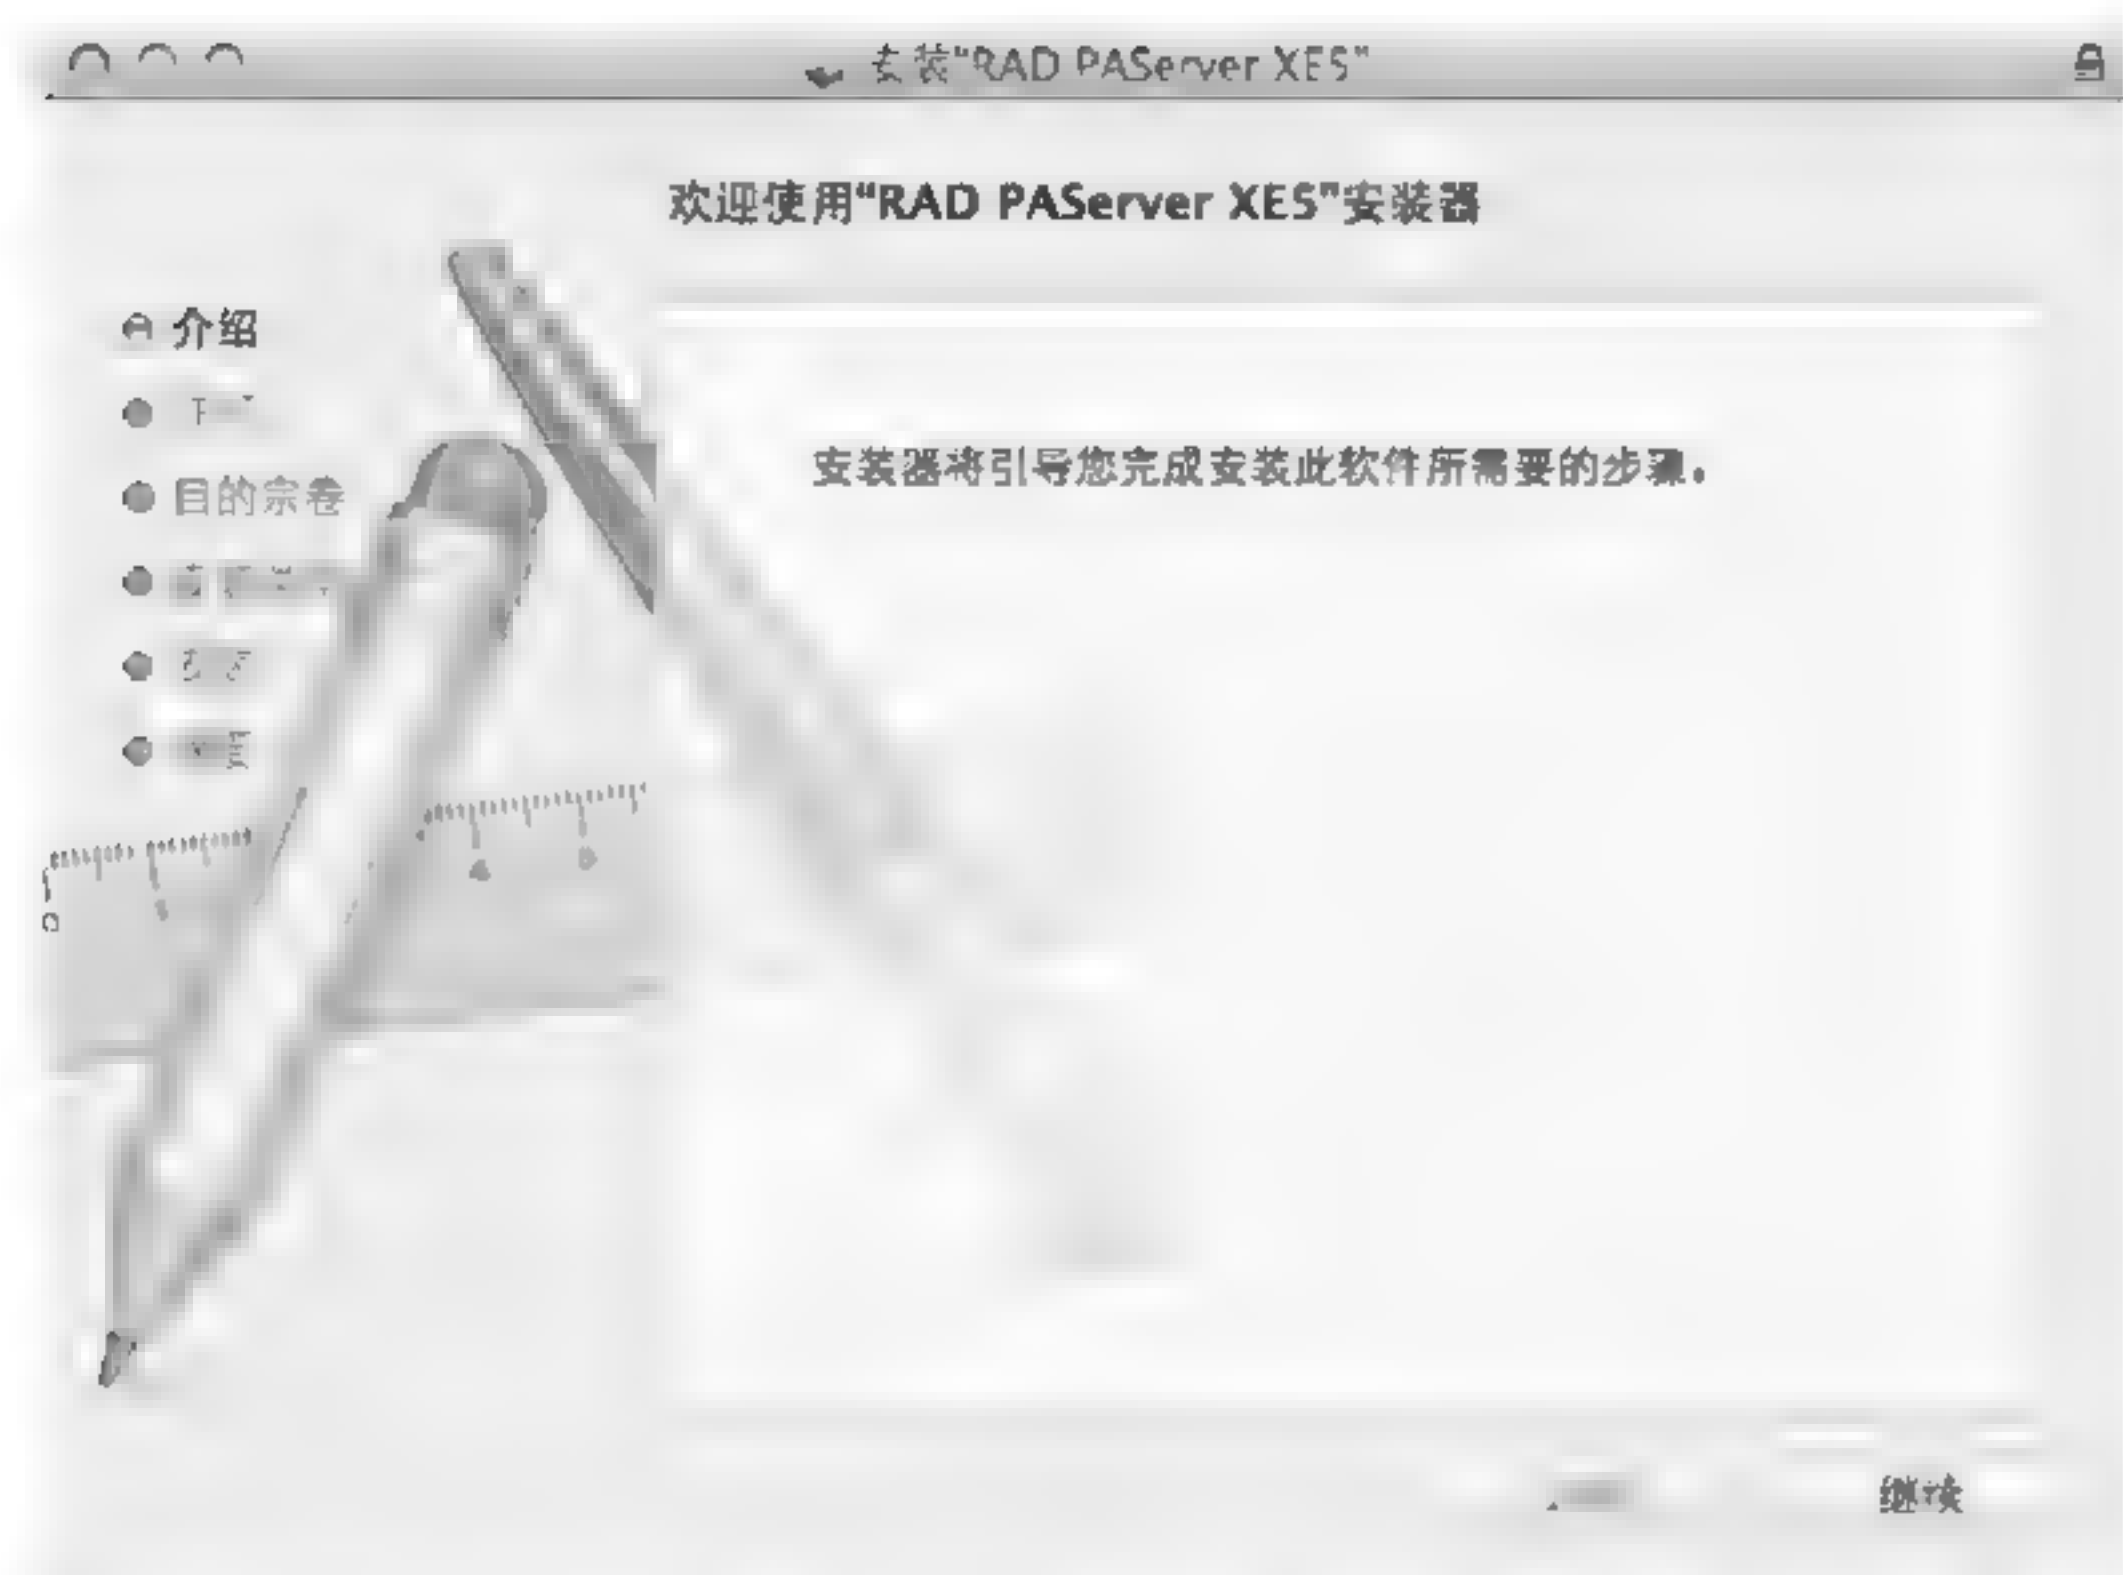 安装“RAD PAServer XE5”
欢迎使用“RAD PAServer XE5”安装器
介绍
目的宗卷
安装器将引导您完成安装此软件所需要的步骤。
继续